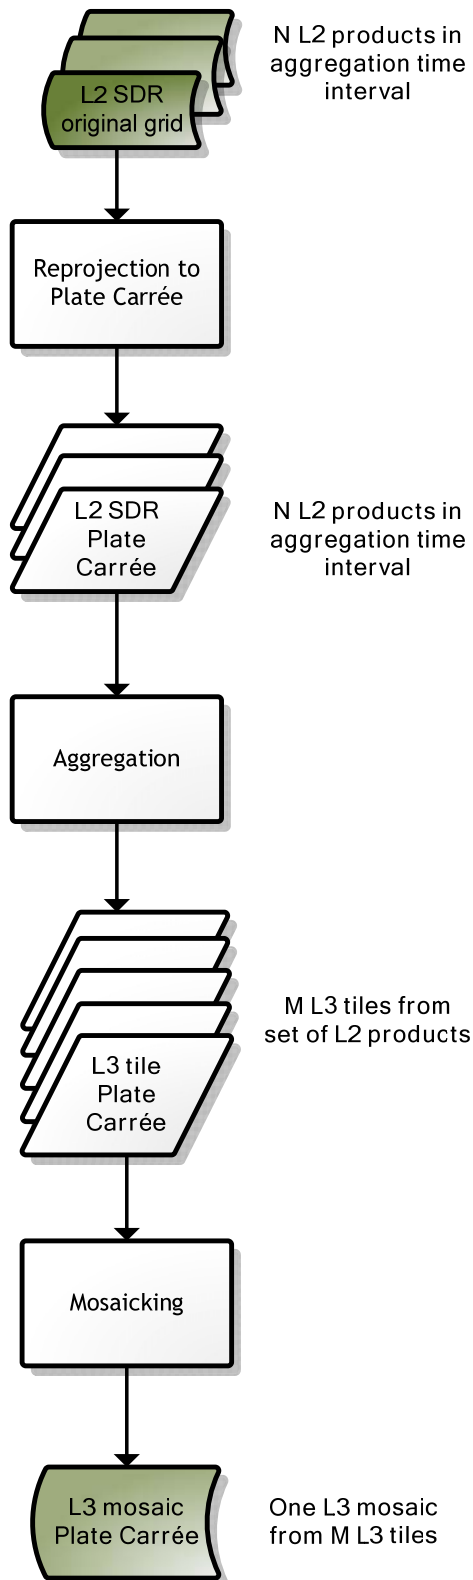 N L2 products in
aggregation time
interval
L2 SDR
original grid
Reprojection to
Plate Carrée
L2 SDR
Plate
Carrée
N L2 products in
aggregation time
interval
Aggregation
M L3 tiles from
set of L2 products
L3 tile
Plate
Carrée
Mosaicking
L3 mosaic
Plate Carrée
One L3 mosaic
from M L3 tiles